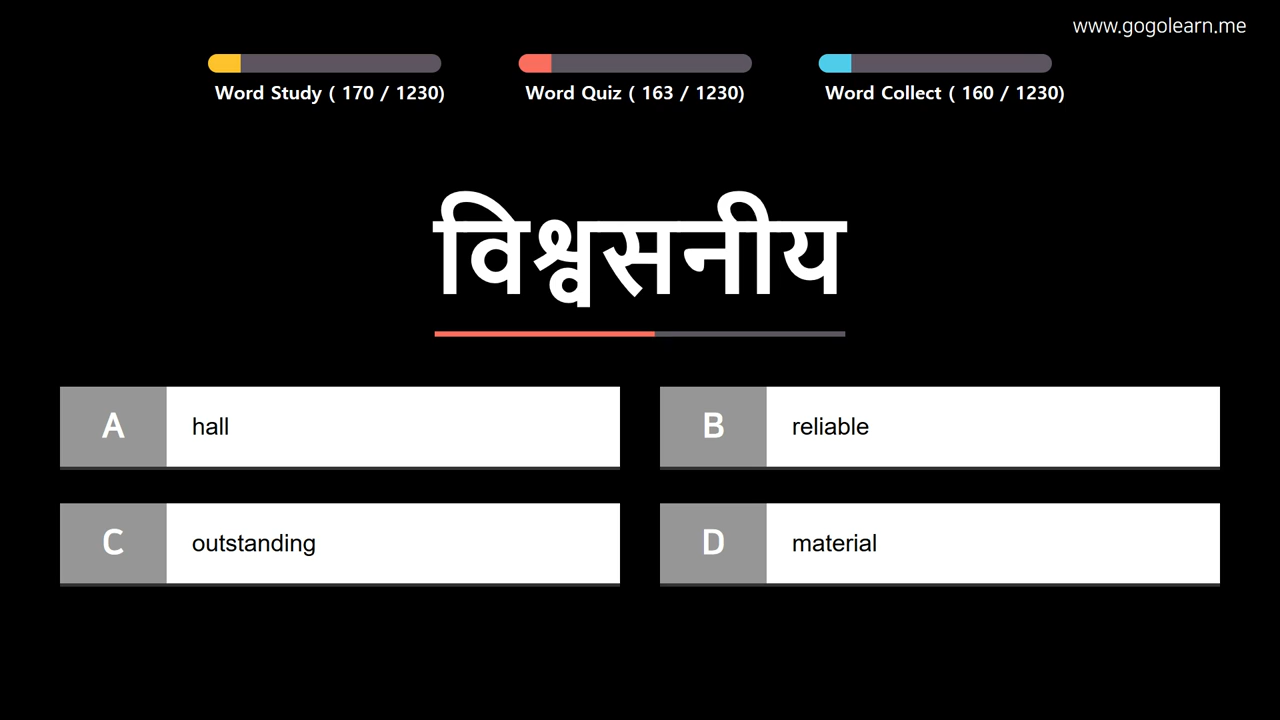 www.gogolearn.me
Word Study ( 170 / 1230)
Word Quiz ( 163 / 1230)
Word Collect ( 160 / 1230)
विश्वसनीय
A hall
B reliable
C outstanding
D material